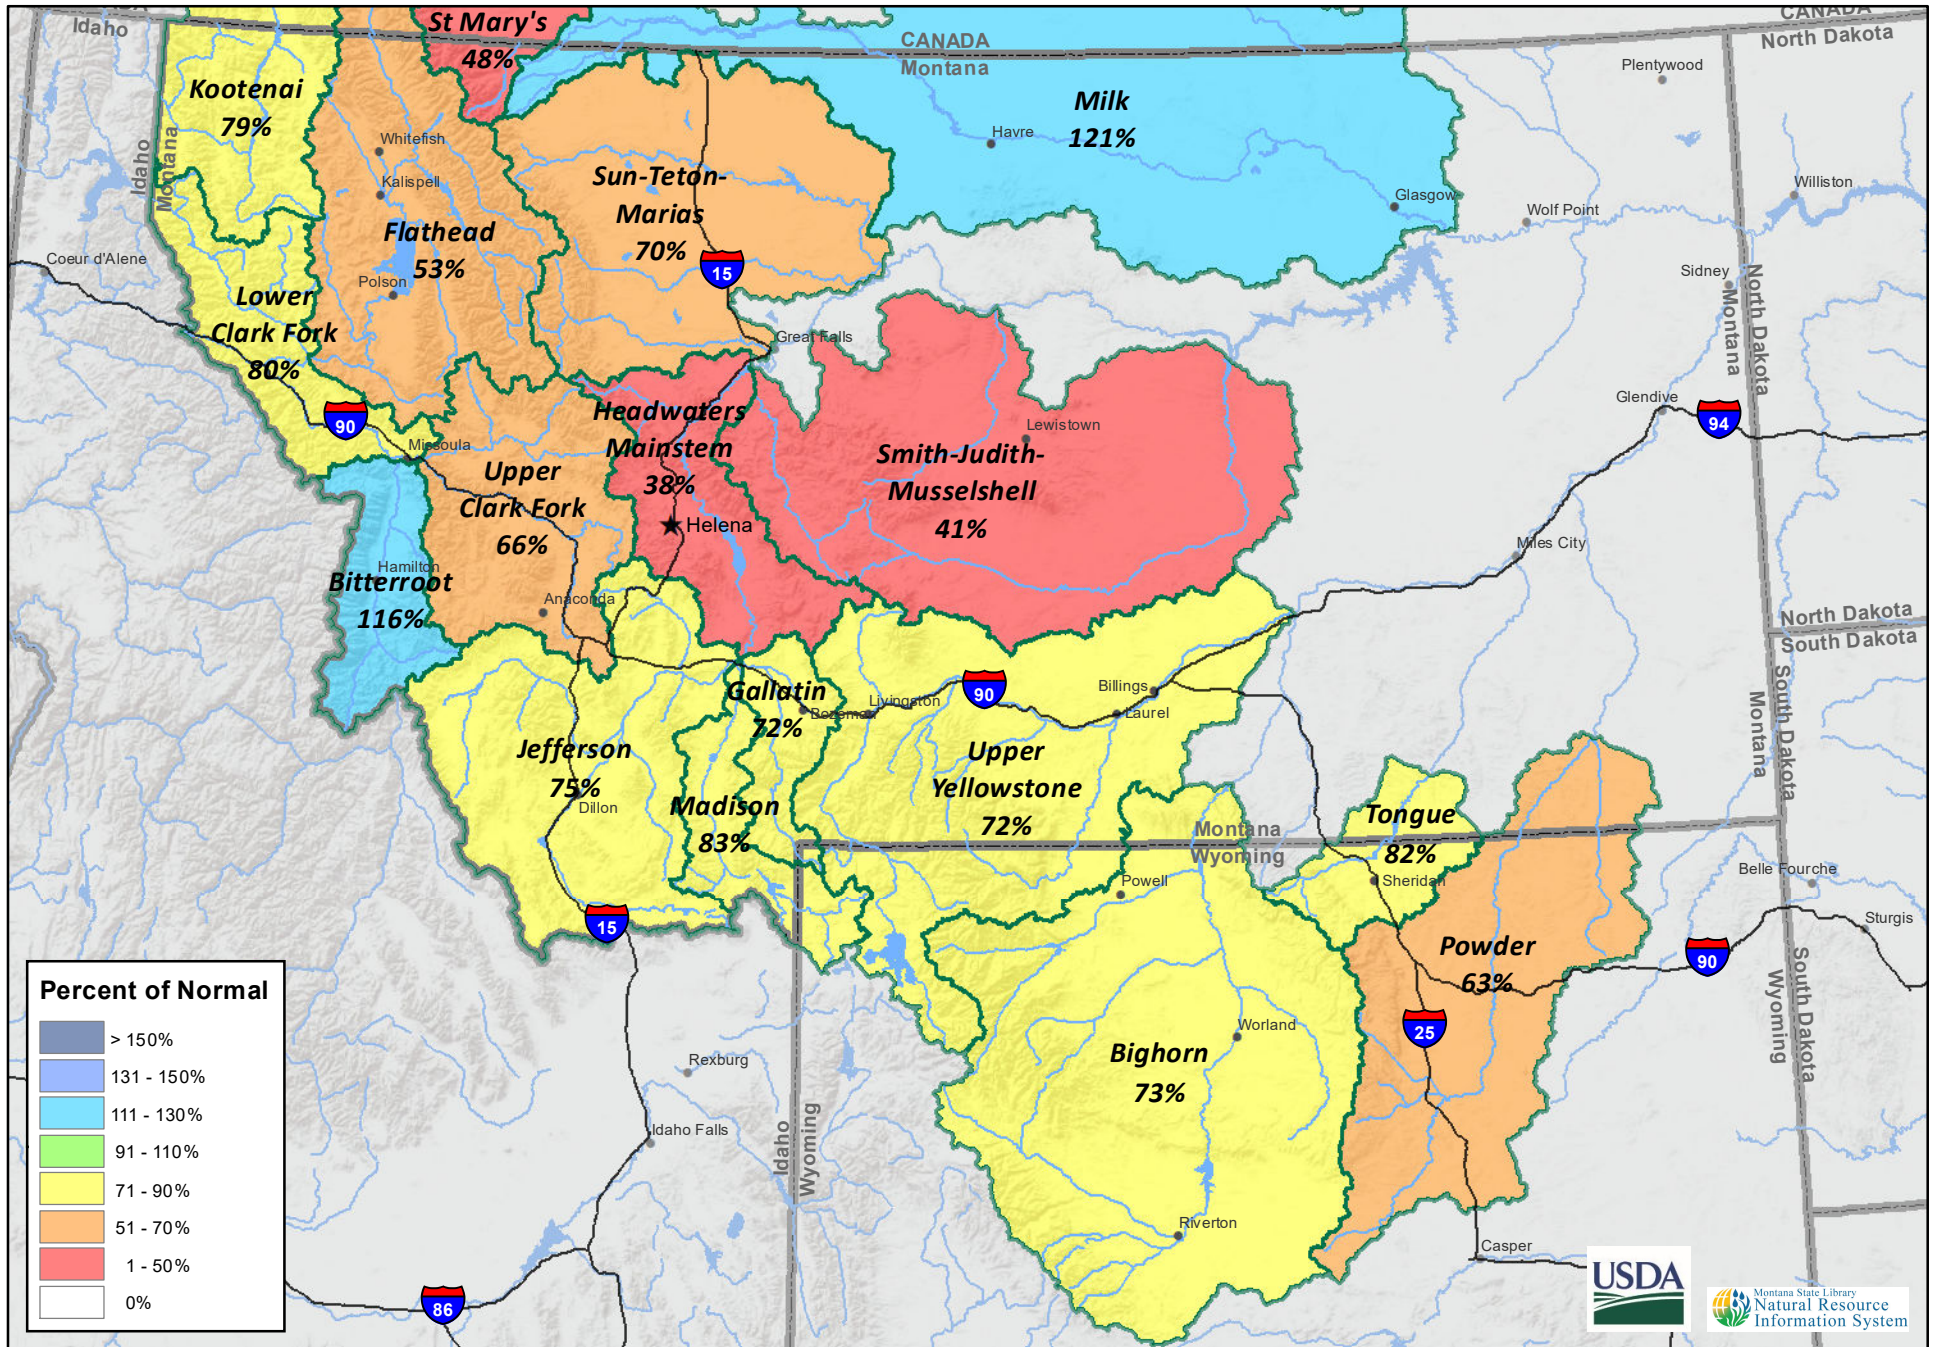 CANADA
Idaho
St Mary's
48%
CANADA
Montana
CANADA
North Dakota
Plentywood
Kootenai
79%
Milk
121%
Whitefish
Havre
Idaho
Montana
Kalispell
Sun-Teton-
Marias
70%
Glasgow
Williston
Wolf Point
Flathead
53%
Coeur d'Alene
Polson
15
Sidney
Montana
North Dakota
Lower
Clark Fork
80%
Great Falls
90
Missoula
Headwaters
Mainstem
38%
Lewistown
Glendive
94
Upper
Clark Fork
66%
Smith-Judith-
Musselshell
41%
Helena
Miles City
Hamilton
Bitterroot
116%
Anaconda
North Dakota
South Dakota
Gallatin
72%
Bozeman
Livingston
90
Billings
Laurel
Montana
South Dakota
Jefferson
75%
Dillon
Madison
83%
Upper
Yellowstone
72%
Montana
Wyoming
Tongue
82%
Sheridan
Powell
Belle Fourche
Sturgis
15
Powder
63%
90
Wyoming
South Dakota
25
Worland
Bighorn
73%
Rexburg
Idaho Falls
Idaho
Wyoming
Riverton
Casper
86
Percent of Normal
> 150%
131 - 150%
111 - 130%
91 - 110%
71 - 90%
51 - 70%
1 - 50%
0%
USDA
Montana State Library
Natural Resource
Information System